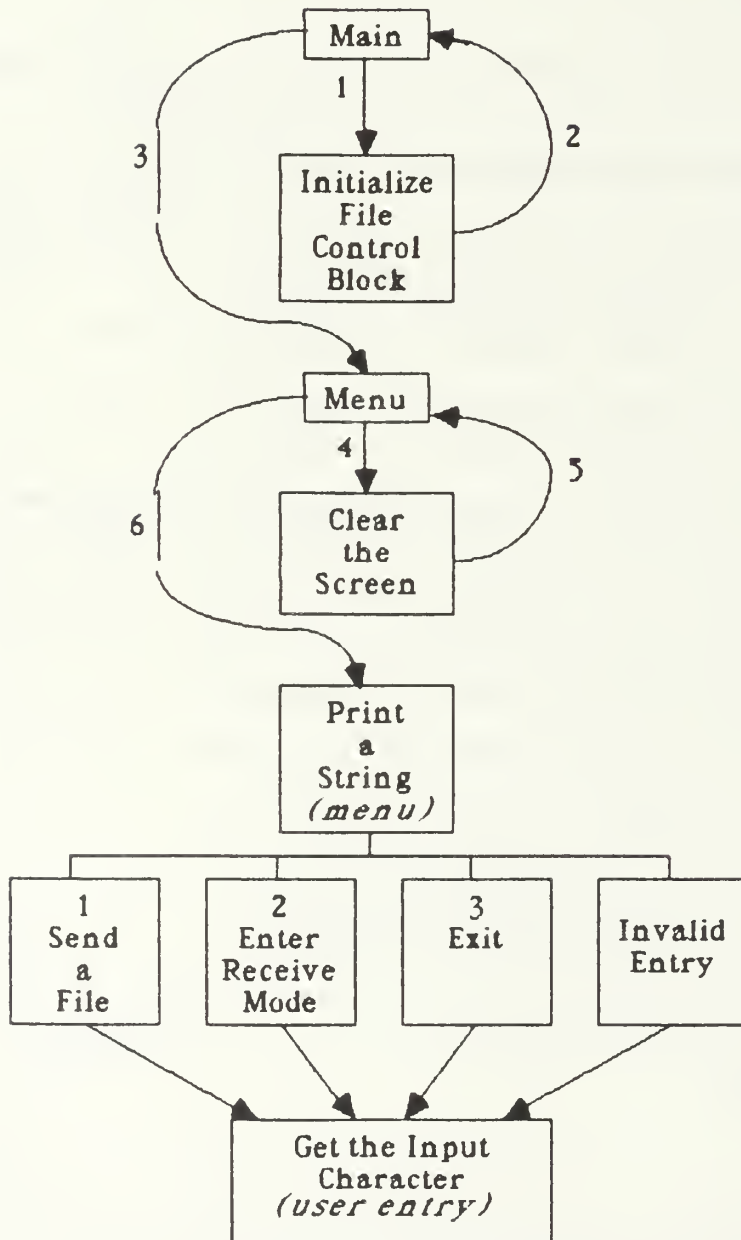 Main
1
2
3
Initialize
File
Control
Block
Menu
4
5
6
Clear
the
Screen
Print
a
String
(menu)
1
Send
a
File
2
Enter
Receive
Mode
3
Exit
Invalid
Entry
Get the Input
Character
(user entry)